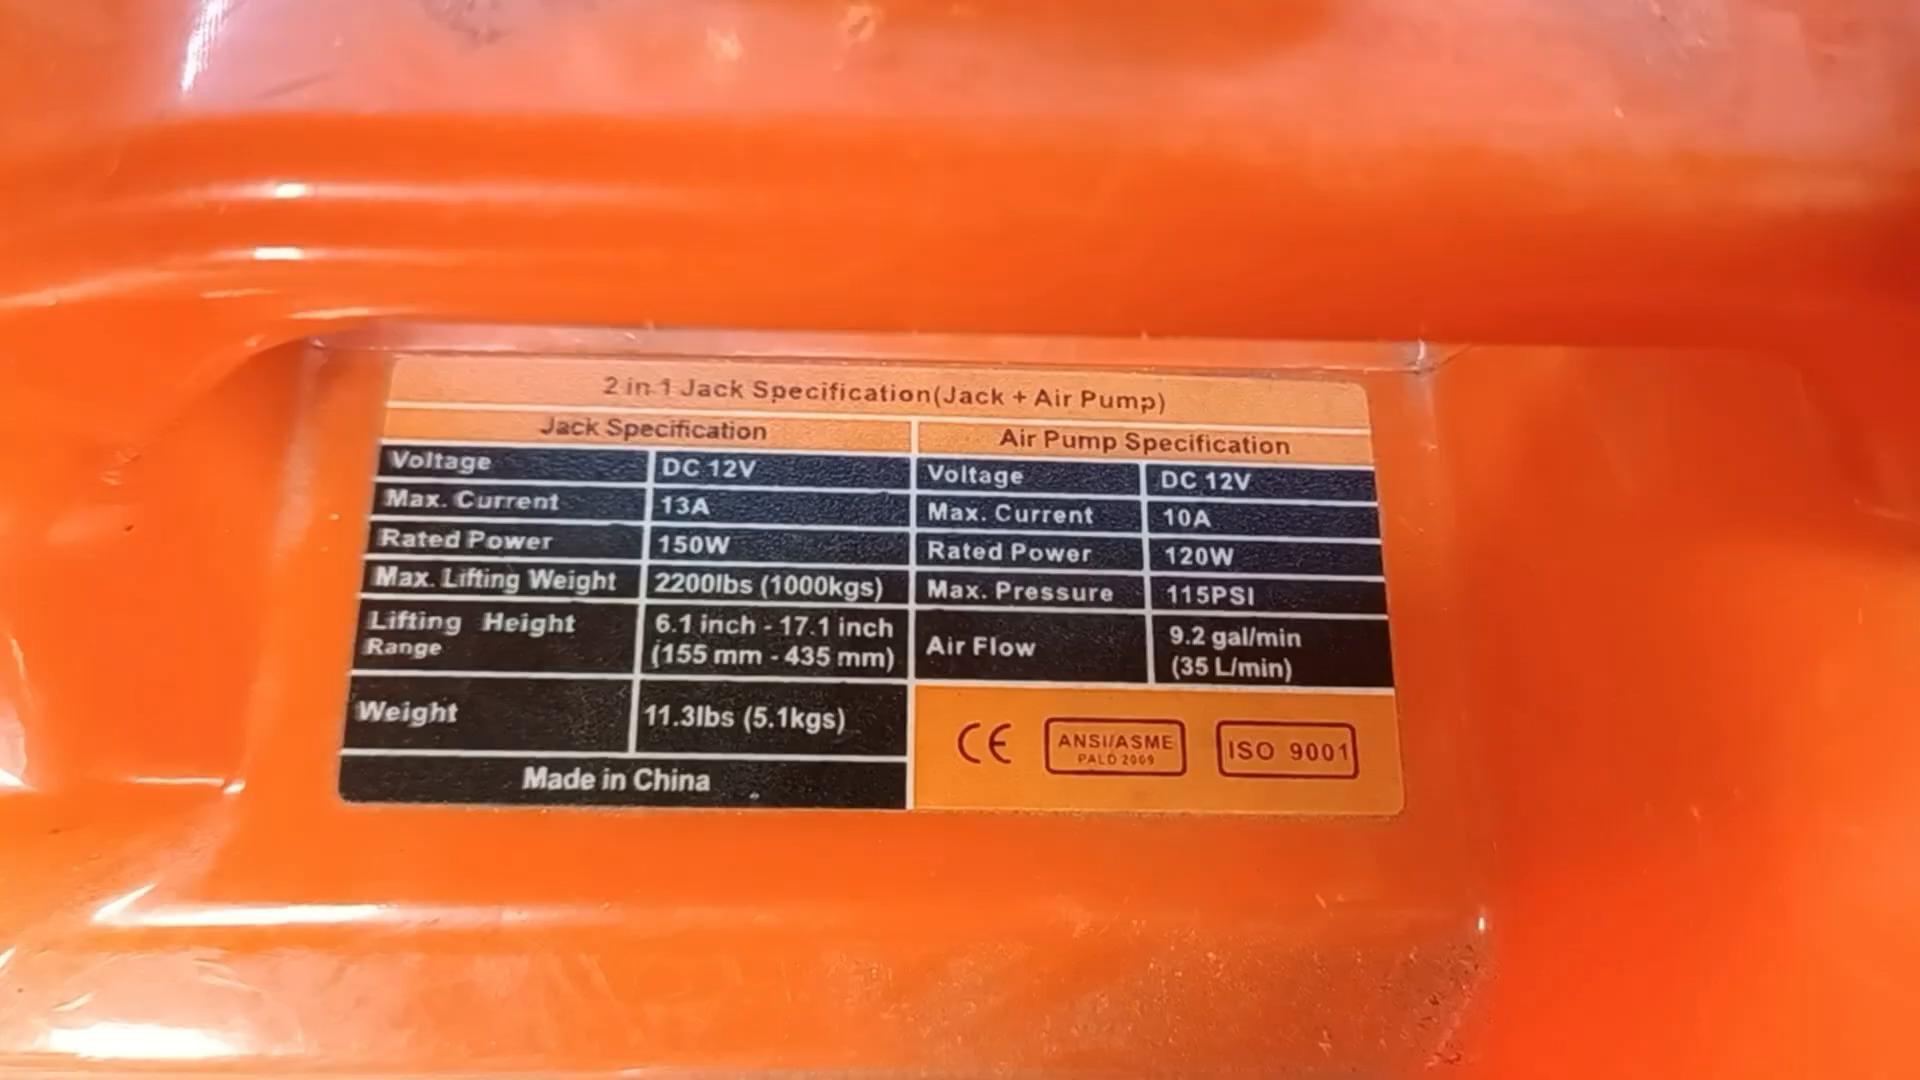 2 in 1 Jack Specification(Jack + Air Pump)
Jack Specification
Voltage DC 12V
Max. Current 13A
Rated Power 150W
Max. Lifting Weight 2200lbs (1000kgs)
Lifting Height Range 6.1 inch - 17.1 inch
(155 mm - 435 mm)
Weight 11.3lbs (5.1kgs)
Made in China
Air Pump Specification
Voltage DC 12V
Max. Current 10A
Rated Power 120W
Max. Pressure 115PSI
Air Flow 9.2 gal/min
(35 L/min)
CE
ANSI/ASME
PALD 2009
ISO 9001